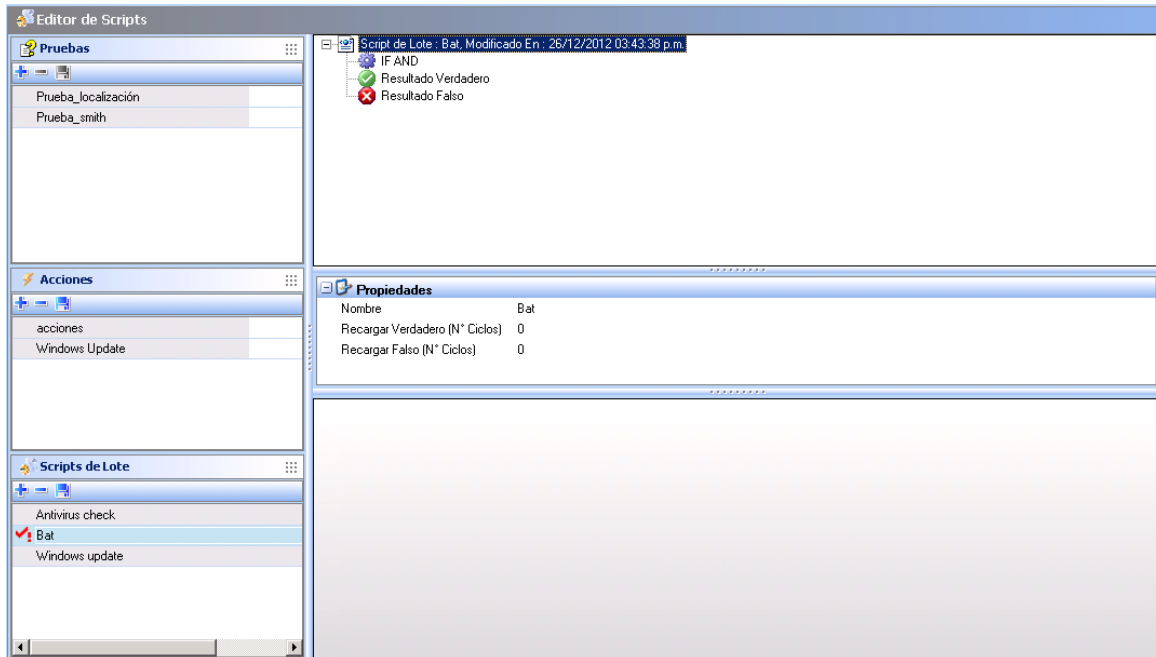 Editor de Scripts
Pruebas
Prueba_localización
Prueba_smith
Acciones
acciones
Windows Update
Scripts de Lote
Antivirus check
Bat
Windows update
Script de Lote : Bat, Modificado En : 26/12/2012 03:43:38 p.m.
IF AND
Resultado Verdadero
Resultado Falso
Propiedades
Nombre Bat
Recargar Verdadero (N° Ciclos) 0
Recargar Falso (N° Ciclos) 0